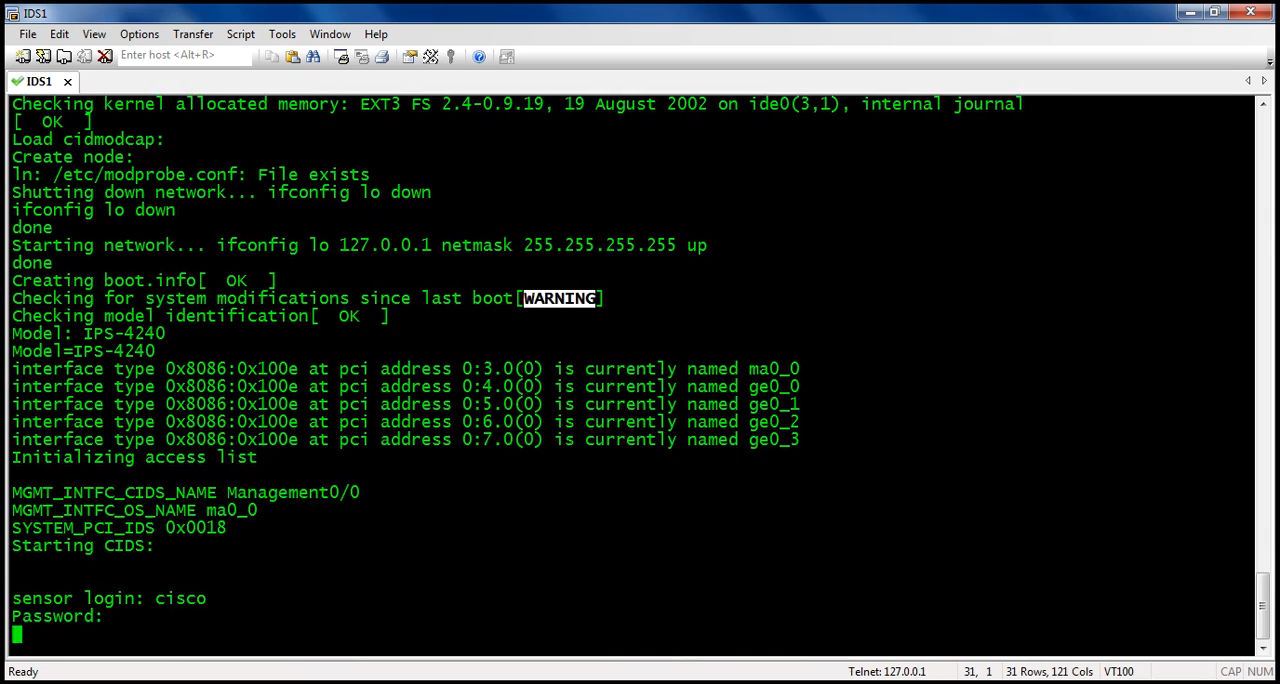 IDS1
File Edit View Options Transfer Script Tools Window Help
Enter host <Alt+R>
IDS1
Checking kernel allocated memory: EXT3 FS 2.4-0.9.19, 19 August 2002 on ide0(3,1), internal journal
[  OK  ]
Load cidmodcap:
Create node:
ln: /etc/modprobe.conf: File exists
Shutting down network... ifconfig lo down
ifconfig lo down
done
Starting network... ifconfig lo 127.0.0.1 netmask 255.255.255.255 up
done
Creating boot.info[  OK  ]
Checking for system modifications since last boot[WARNING]
Checking model identification[  OK  ]
Model: IPS-4240
Model=IPS-4240
interface type 0x8086:0x100e at pci address 0:3.0(0) is currently named ma0_0
interface type 0x8086:0x100e at pci address 0:4.0(0) is currently named ge0_0
interface type 0x8086:0x100e at pci address 0:5.0(0) is currently named ge0_1
interface type 0x8086:0x100e at pci address 0:6.0(0) is currently named ge0_2
interface type 0x8086:0x100e at pci address 0:7.0(0) is currently named ge0_3
Initializing access list
MGMT_INTFC_CIDS_NAME Management0/0
MGMT_INTFC_OS_NAME ma0_0
SYSTEM_PCI_IDS 0x0018
Starting CIDS:
sensor login: cisco
Password:
Ready Telnet: 127.0.0.1 31, 1 31 Rows, 121 Cols VT100 CAP NUM